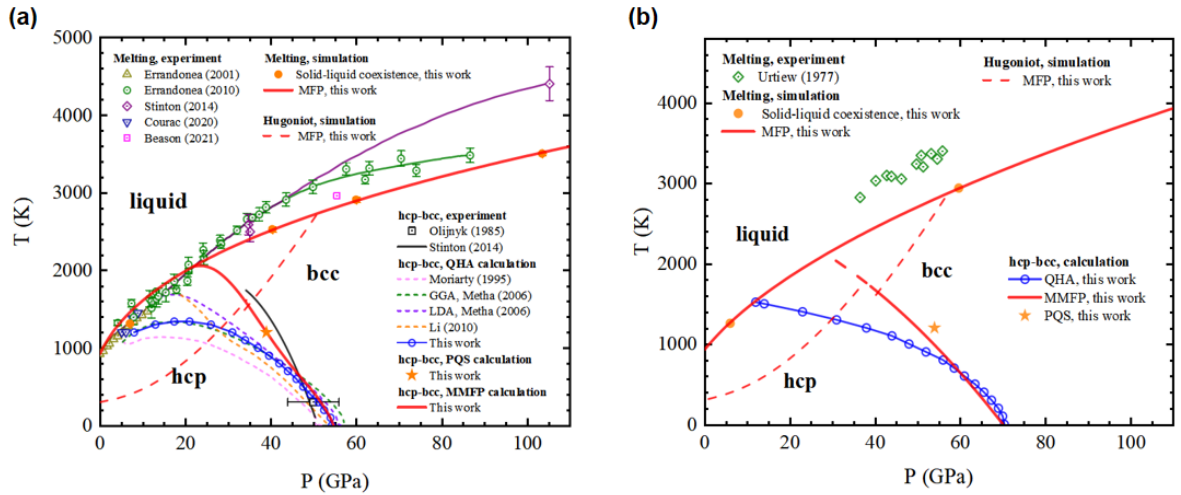 (a)
5000
4000
3000
2000
1000
0
T (K)
Melting, experiment
Errandonea (2001)
Errandonea (2010)
Stinton (2014)
Courac (2020)
Beason (2021)
Melting, simulation
Solid-liquid coexistence, this work
MFP, this work
Hugoniot, simulation
MFP, this work
liquid
bcc
hcp
hcp-bcc, experiment
Olijnyk (1985)
Stinton (2014)
hcp-bcc, QHA calculation
Moriarty (1995)
GGA, Metha (2006)
LDA, Metha (2006)
Li (2010)
This work
hcp-bcc, PQS calculation
This work
hcp-bcc, MMFP calculation
This work
0 20 40 60 80 100
P (GPa)
(b)
4000
3000
2000
1000
0
T (K)
Melting, experiment
Urtiew (1977)
Melting, simulation
Solid-liquid coexistence, this work
MFP, this work
Hugoniot, simulation
MFP, this work
liquid
bcc
hcp
hcp-bcc, calculation
QHA, this work
MMFP, this work
PQS, this work
0 20 40 60 80 100
P (GPa)